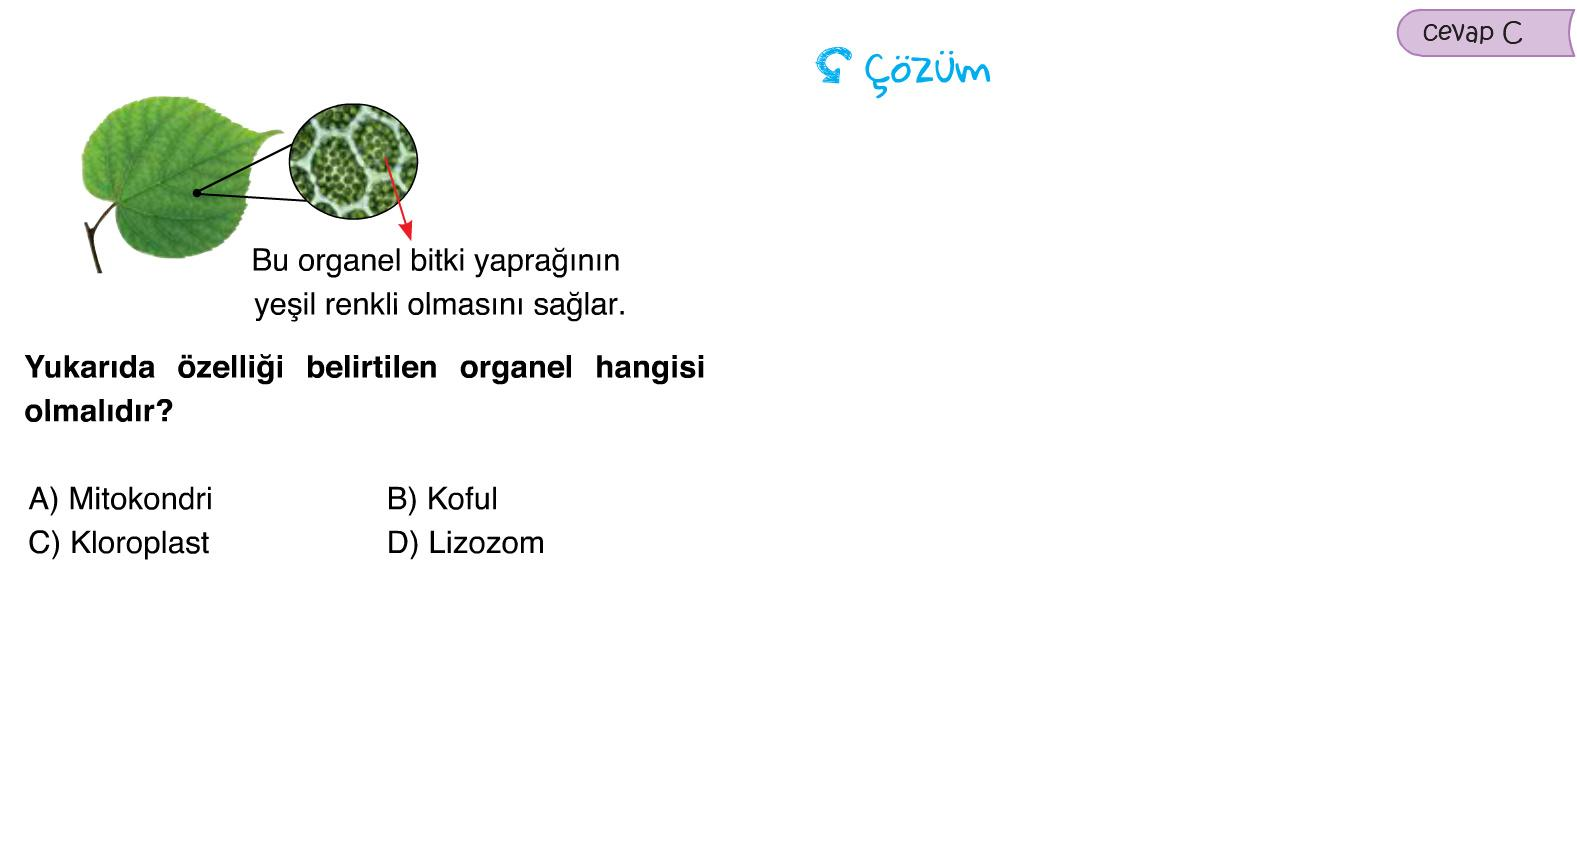 cevap C
Çözüm
Bu organel bitki yaprağının
yeşil renkli olmasını sağlar.
Yukarıda özelliği belirtilen organel hangisi
olmalıdır?
A) Mitokondri B) Koful
C) Kloroplast D) Lizozom